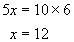 5x = 10 × 6
x = 12